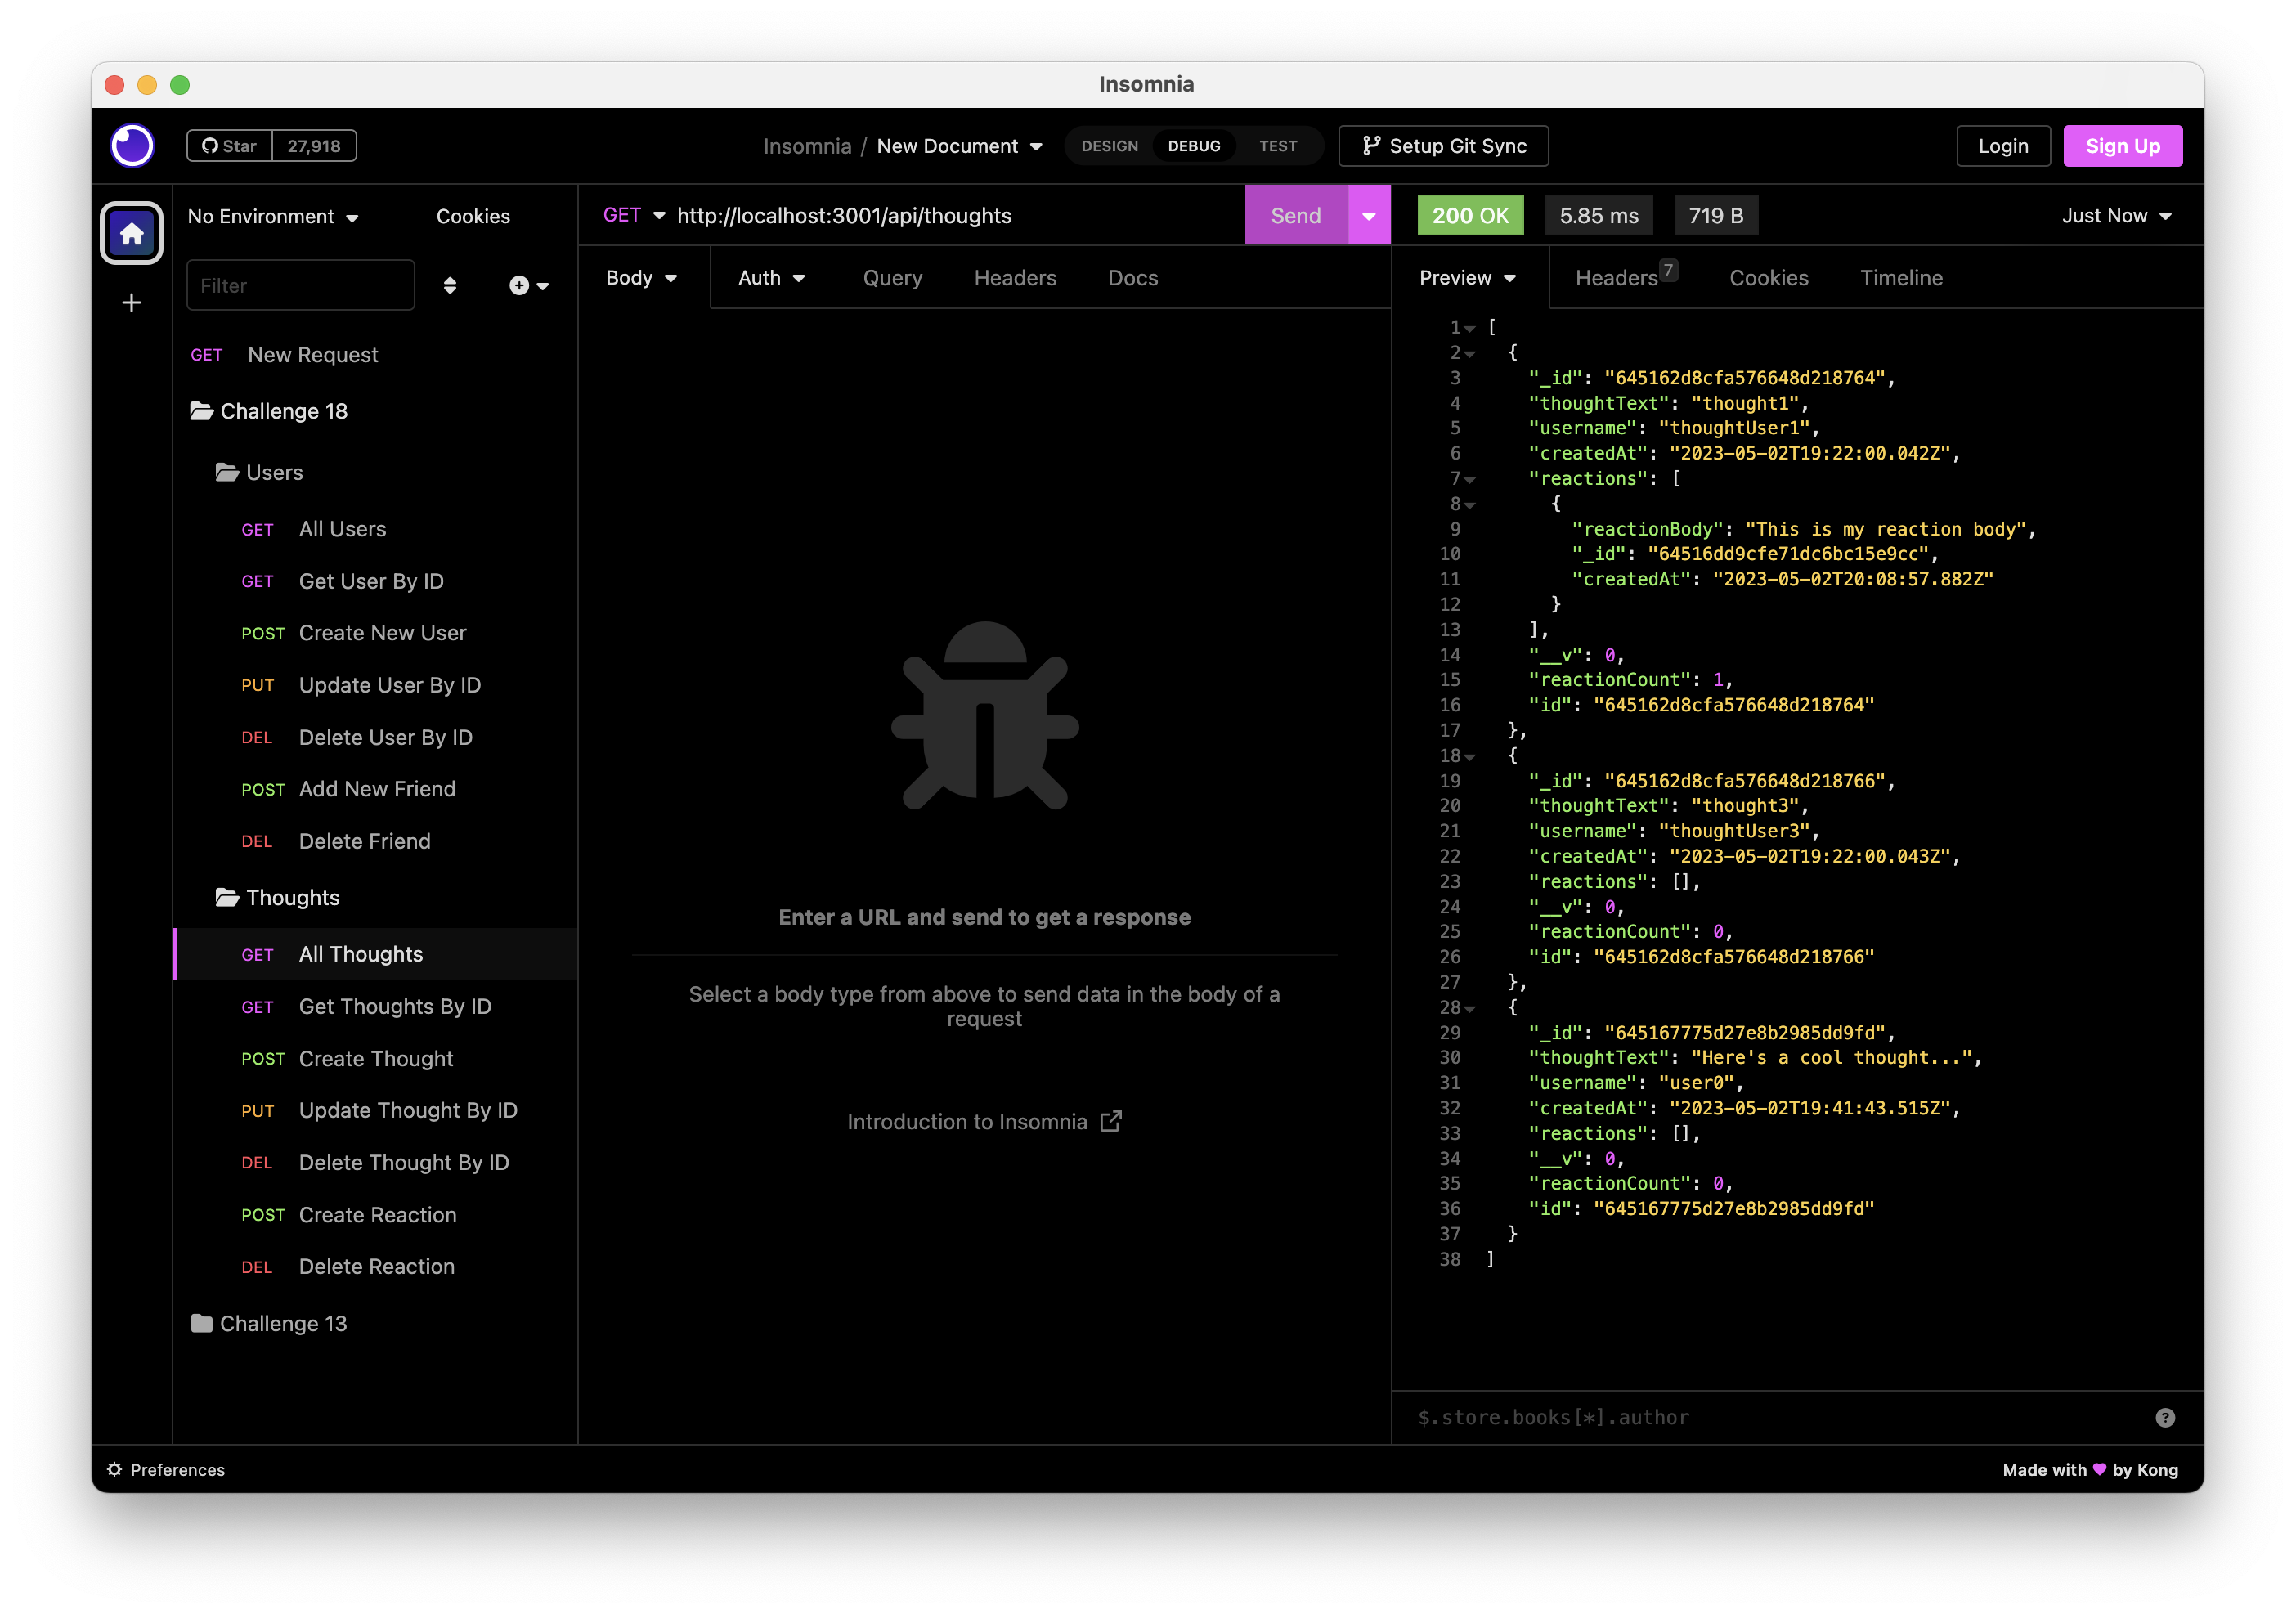 Insomnia
Star 27,918
Insomnia / New Document
DESIGN DEBUG TEST
Setup Git Sync
Login
Sign Up
No Environment
Cookies
Filter
GET New Request
Challenge 18
Users
GET All Users
GET Get User By ID
POST Create New User
PUT Update User By ID
DEL Delete User By ID
POST Add New Friend
DEL Delete Friend
Thoughts
GET All Thoughts
GET Get Thoughts By ID
POST Create Thought
PUT Update Thought By ID
DEL Delete Thought By ID
POST Create Reaction
DEL Delete Reaction
Challenge 13
GET http://localhost:3001/api/thoughts
Send
Body Auth Query Headers Docs
Enter a URL and send to get a response
Select a body type from above to send data in the body of a
request
Introduction to Insomnia
200 OK 5.85 ms 719 B Just Now
Preview Headers 7 Cookies Timeline
1 [
2 {
3 "_id": "645162d8cfa576648d218764",
4 "thoughtText": "thought1",
5 "username": "thoughtUser1",
6 "createdAt": "2023-05-02T19:22:00.042Z",
7 "reactions": [
8 {
9 "reactionBody": "This is my reaction body",
10 "_id": "64516dd9cfe71dc6bc15e9cc",
11 "createdAt": "2023-05-02T20:08:57.882Z"
12 }
13 ],
14 "__v": 0,
15 "reactionCount": 1,
16 "id": "645162d8cfa576648d218764"
17 },
18 {
19 "_id": "645162d8cfa576648d218766",
20 "thoughtText": "thought3",
21 "username": "thoughtUser3",
22 "createdAt": "2023-05-02T19:22:00.043Z",
23 "reactions": [],
24 "__v": 0,
25 "reactionCount": 0,
26 "id": "645162d8cfa576648d218766"
27 },
28 {
29 "_id": "645167775d27e8b2985dd9fd",
30 "thoughtText": "Here's a cool thought...",
31 "username": "user0",
32 "createdAt": "2023-05-02T19:41:43.515Z",
33 "reactions": [],
34 "__v": 0,
35 "reactionCount": 0,
36 "id": "645167775d27e8b2985dd9fd"
37 }
38 ]
$.store.books[*].author
?
Preferences
Made with ♥ by Kong